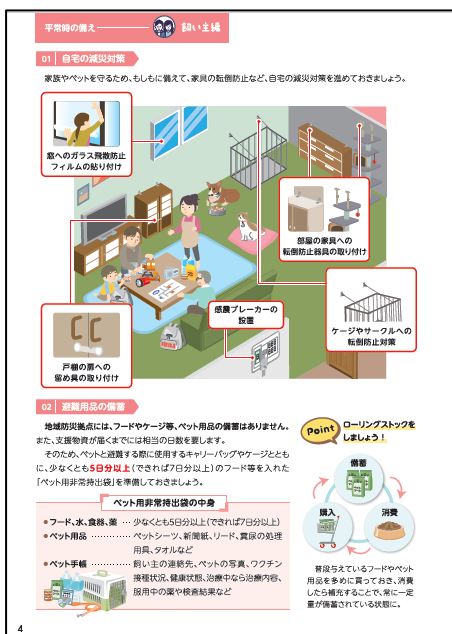 平常時の備え
飼い主編
01 自宅の減災対策
家族やペットを守るため、もしもに備えて、家具の転倒防止など、自宅の減災対策を進めておきましょう。
窓へのガラス飛散防止
フィルムの貼り付け
部屋の家具への
転倒防止器具の取り付け
感震ブレーカーの
設置
ケージやサークルへの
転倒防止対策
戸棚の扉への
留め具の取り付け
02 避難用品の備蓄
地域防災拠点には、フードやケージ等、ペット用品の備蓄はありません。
また、支援物資が届くまでには相当の日数を要します。
そのため、ペットと避難する際に使用するキャリーバッグやケージととも
に、少なくとも5日分以上(できれば7日分以上)のフード等を入れた
「ペット用非常持出袋」を準備しておきましょう。
ペット用非常持出袋の中身
●フード、水、食器、薬 … 少なくとも5日分以上(できれば7日分以上)
●ペット用品 ………… ペットシーツ、新聞紙、リード、糞尿の処理
用具、タオルなど
●ペット手帳 ………… 飼い主の連絡先、ペットの写真、ワクチン
接種状況、健康状態、治療中なら治療内容、
服用中の薬や検査結果など
Point
ローリングストックを
しましょう!
備蓄
購入
消費
普段与えているフードやペット
用品を多めに買っておき、消費
したら補充することで、常に一定
量が備蓄されている状態に。
4